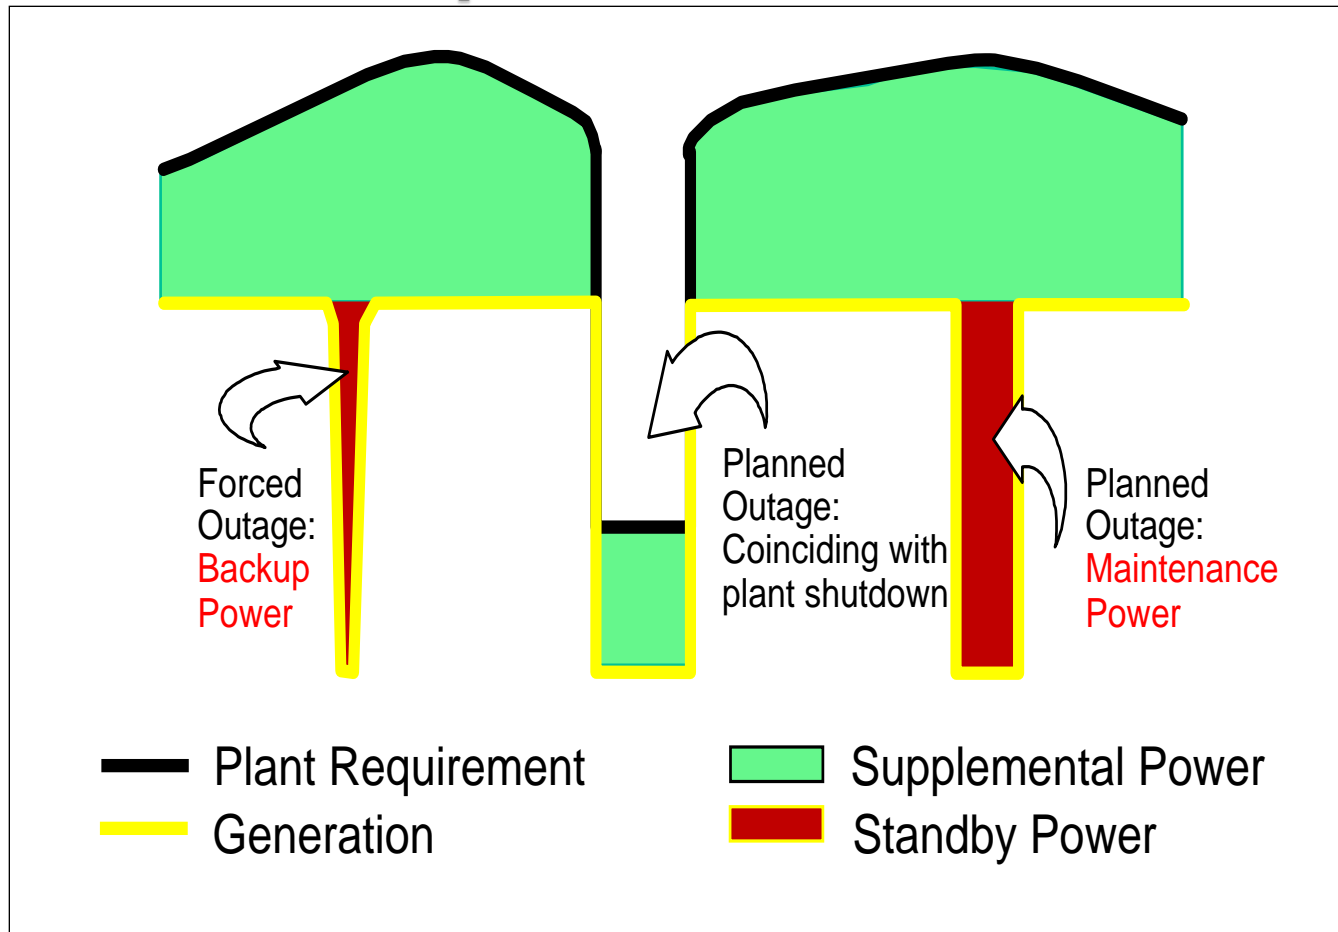 Forced
Outage:
Backup
Power
Planned
Outage:
Coinciding with
plant shutdown
Planned
Outage:
Maintenance
Power
Plant Requirement
Generation
Supplemental Power
Standby Power